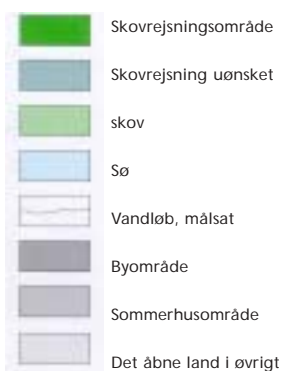 Skovrejsningsområde
Skovrejsning uønsket
skov
Sø
Vandløb, målsat
Byområde
Sommerhusområde
Det åbne land i øvrigt